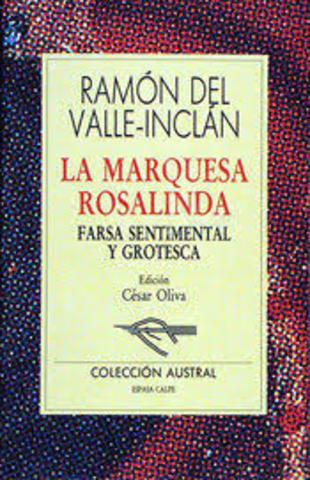 RAMÓN DEL
VALLE-INCLÁN
LA MARQUESA
ROSALINDA
FARSA SENTIMENTAL
Y GROTESCA
Edición
César Oliva
COLECCIÓN AUSTRAL
ESPASA CALPE